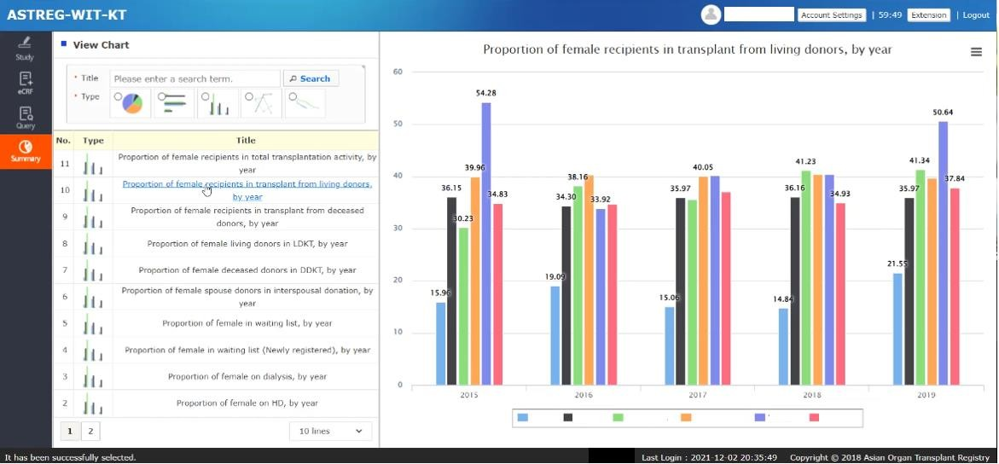 ASTREG-WIT-KT
Account Settings | 59:49 Extension | Logout
Study
eCRF
Query
Summary
View Chart
* Title Please enter a search term. Search
* Type
No. Type Title
11 Proportion of female recipients in total transplantation activity, by
year
10 Proportion of female recipients in transplant from living donors,
by year
9 Proportion of female recipients in transplant from deceased
donors, by year
8 Proportion of female living donors in LDKT, by year
7 Proportion of female deceased donors in DDKT, by year
6 Proportion of female spouse donors in interspousal donation, by
year
5 Proportion of female in waiting list, by year
4 Proportion of female in waiting list (Newly registered), by year
3 Proportion of female on dialysis, by year
2 Proportion of female on HD, by year
1 2 10 lines
Proportion of female recipients in transplant from living donors, by year
60
50
40
30
20
10
0
15.96 36.15 30.23 39.96 54.28 34.83
19.09 34.30 38.16 33.92
15.06 35.97 40.05
14.84 36.16 41.23 34.93
21.55 35.97 41.34 50.64 37.84
2015 2016 2017 2018 2019
It has been successfully selected.
Last Login : 2021-12-02 20:35:49 Copyright © 2018 Asian Organ Transplant Registry